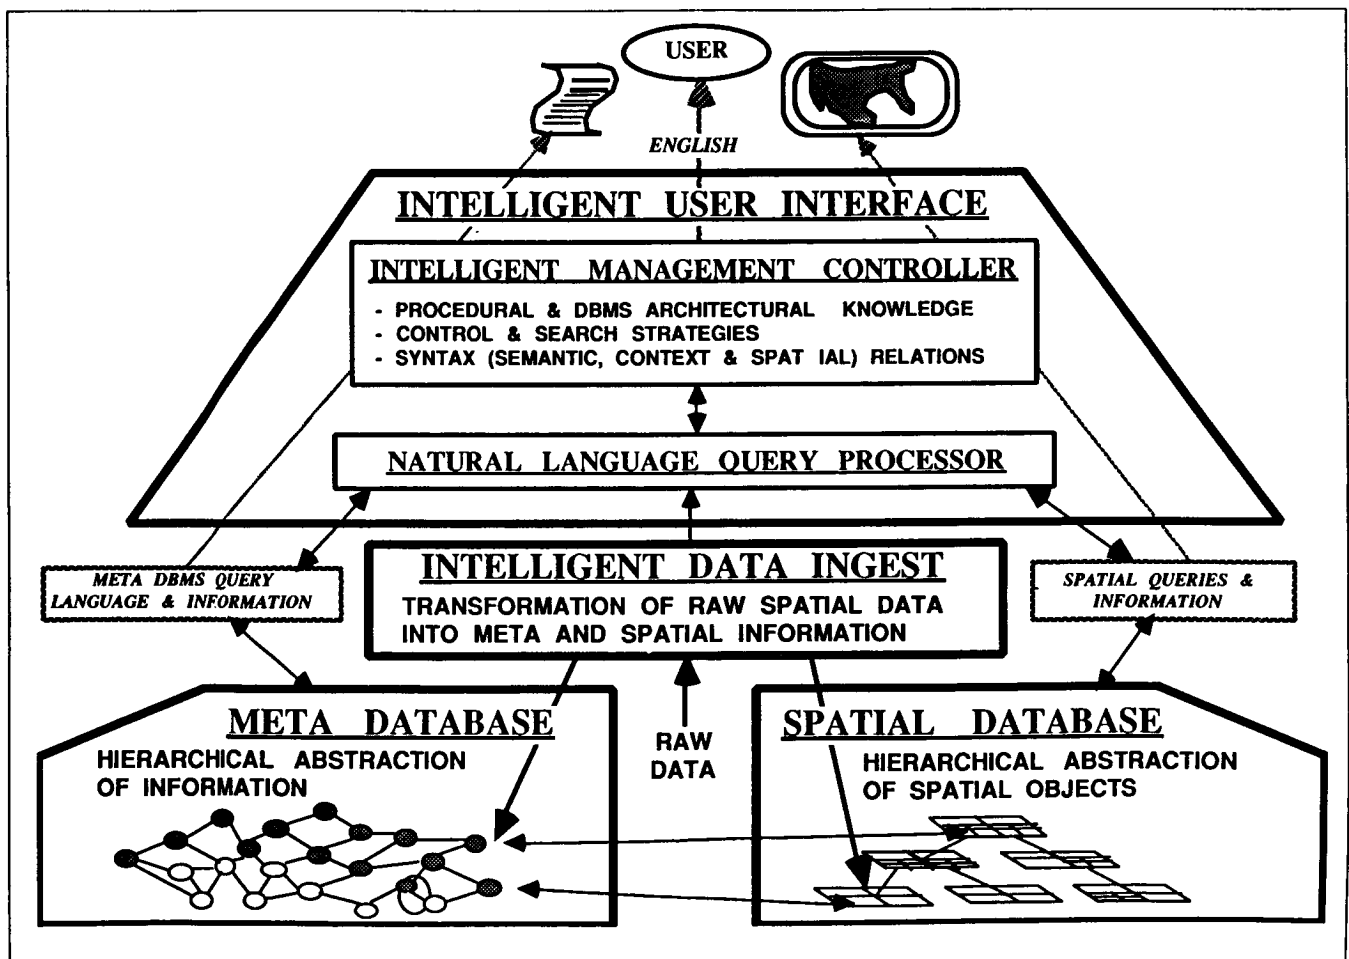 USER
ENGLISH
INTELLIGENT USER INTERFACE
INTELLIGENT MANAGEMENT CONTROLLER
- PROCEDURAL & DBMS ARCHITECTURAL KNOWLEDGE
- CONTROL & SEARCH STRATEGIES
- SYNTAX (SEMANTIC, CONTEXT & SPAT IAL) RELATIONS
NATURAL LANGUAGE QUERY PROCESSOR
META DBMS QUERY
LANGUAGE & INFORMATION
INTELLIGENT DATA INGEST
TRANSFORMATION OF RAW SPATIAL DATA
INTO META AND SPATIAL INFORMATION
SPATIAL QUERIES &
INFORMATION
META DATABASE
HIERARCHICAL ABSTRACTION
OF INFORMATION
RAW
DATA
SPATIAL DATABASE
HIERARCHICAL ABSTRACTION
OF SPATIAL OBJECTS